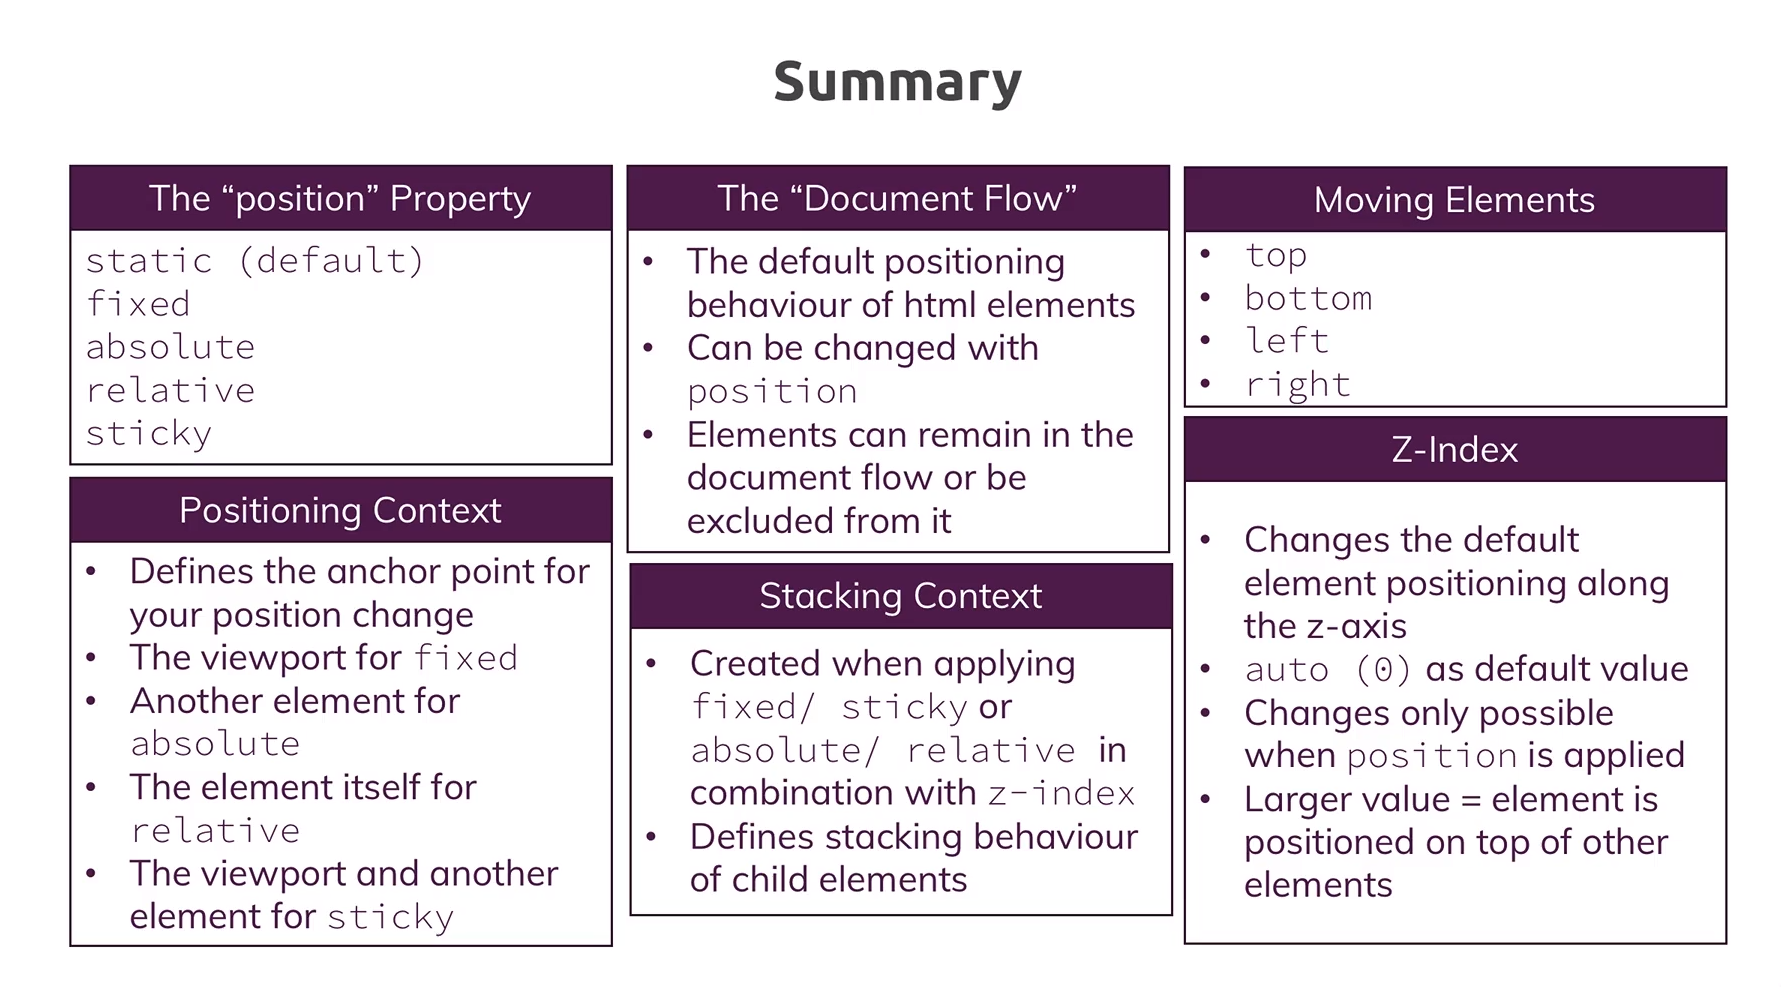 Summary
The “position” Property
static (default)
fixed
absolute
relative
sticky
Positioning Context
• Defines the anchor point for
your position change
• The viewport for fixed
• Another element for
absolute
• The element itself for
relative
• The viewport and another
element for sticky
The “Document Flow”
• The default positioning
behaviour of html elements
• Can be changed with
position
• Elements can remain in the
document flow or be
excluded from it
Stacking Context
• Created when applying
fixed/ sticky or
absolute/ relative in
combination with z-index
• Defines stacking behaviour
of child elements
Moving Elements
• top
• bottom
• left
• right
Z-Index
• Changes the default
element positioning along
the z-axis
• auto (0) as default value
• Changes only possible
when position is applied
• Larger value = element is
positioned on top of other
elements